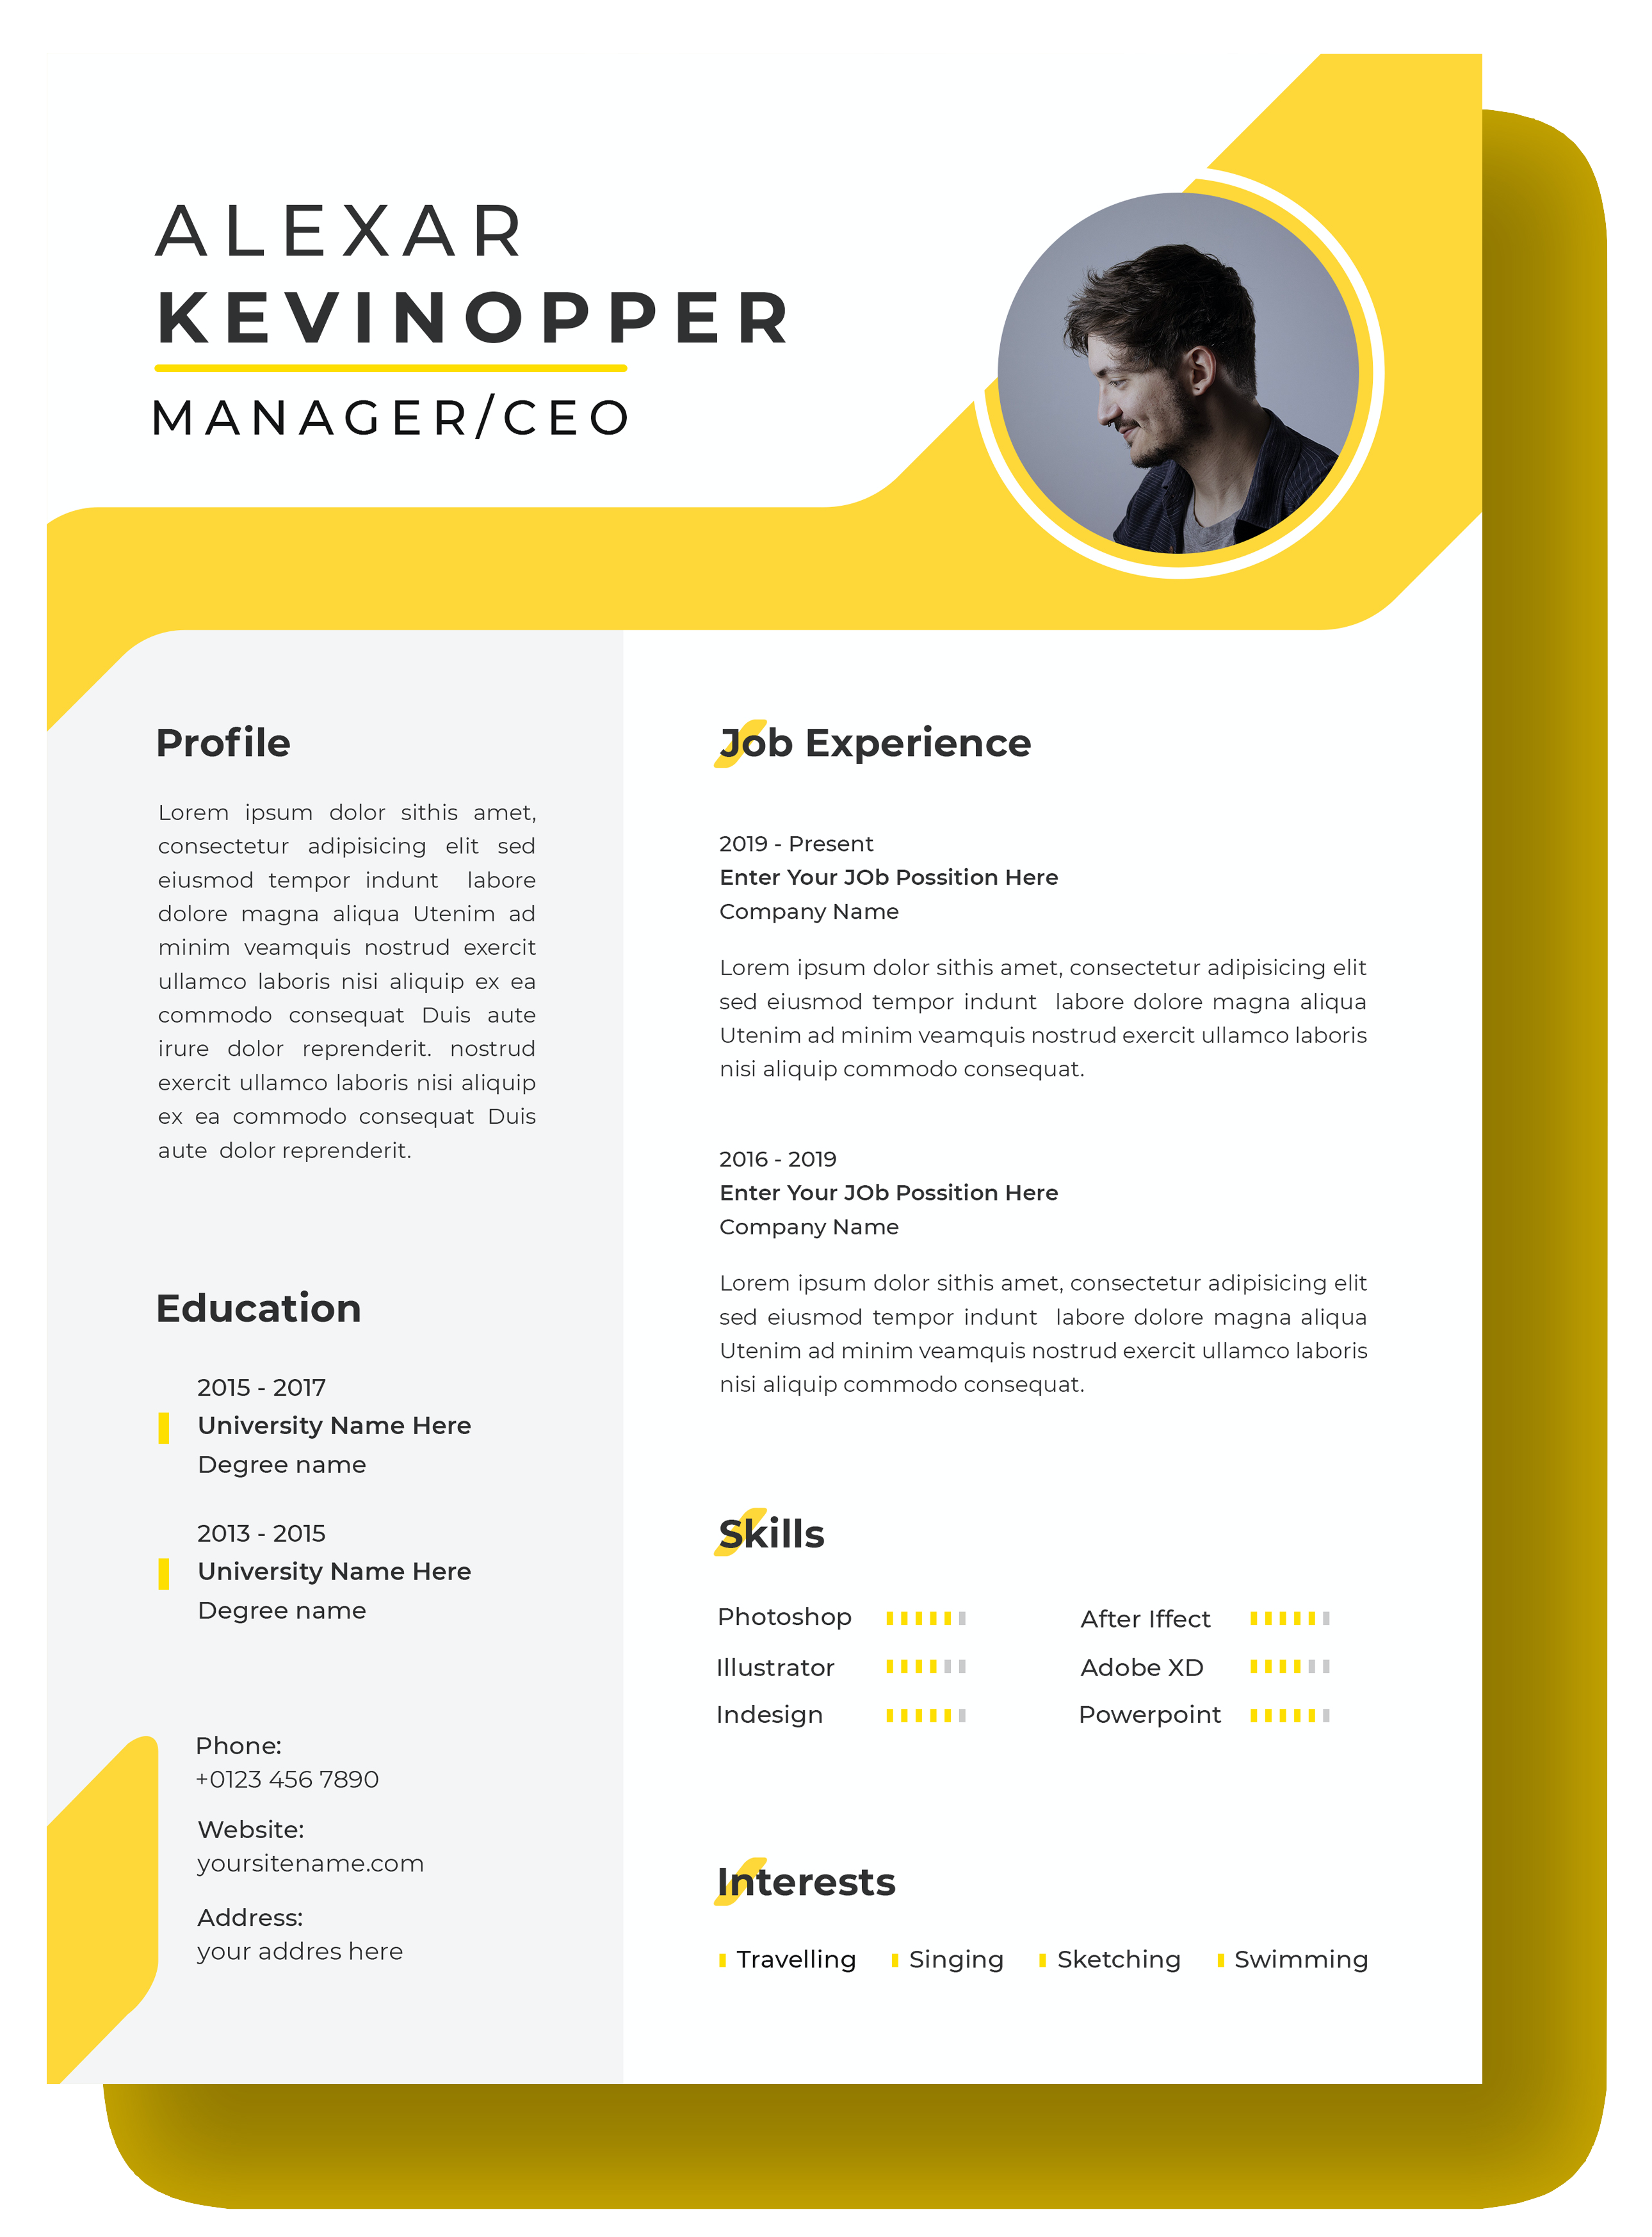 ALEXAR
KEVINOPPER
MANAGER/CEO
Profile
Lorem ipsum dolor sithis amet,
consectetur adipisicing elit sed
eiusmod tempor indunt labore
dolore magna aliqua Utenim ad
minim veamquis nostrud exercit
ullamco laboris nisi aliquip ex ea
commodo consequat Duis aute
irure dolor reprenderit. nostrud
exercit ullamco laboris nisi aliquip
ex ea commodo consequat Duis
aute dolor reprenderit.
Education
2015 - 2017
University Name Here
Degree name
2013 - 2015
University Name Here
Degree name
Phone:
+0123 456 7890
Website:
yoursitename.com
Address:
your addres here
Job Experience
2019 - Present
Enter Your JOb Possition Here
Company Name
Lorem ipsum dolor sithis amet, consectetur adipisicing elit
sed eiusmod tempor indunt labore dolore magna aliqua
Utenim ad minim veamquis nostrud exercit ullamco laboris
nisi aliquip commodo consequat.
2016 - 2019
Enter Your JOb Possition Here
Company Name
Lorem ipsum dolor sithis amet, consectetur adipisicing elit
sed eiusmod tempor indunt labore dolore magna aliqua
Utenim ad minim veamquis nostrud exercit ullamco laboris
nisi aliquip commodo consequat.
Skills
Photoshop After Iffect
Illustrator Adobe XD
Indesign Powerpoint
Interests
Travelling Singing Sketching Swimming